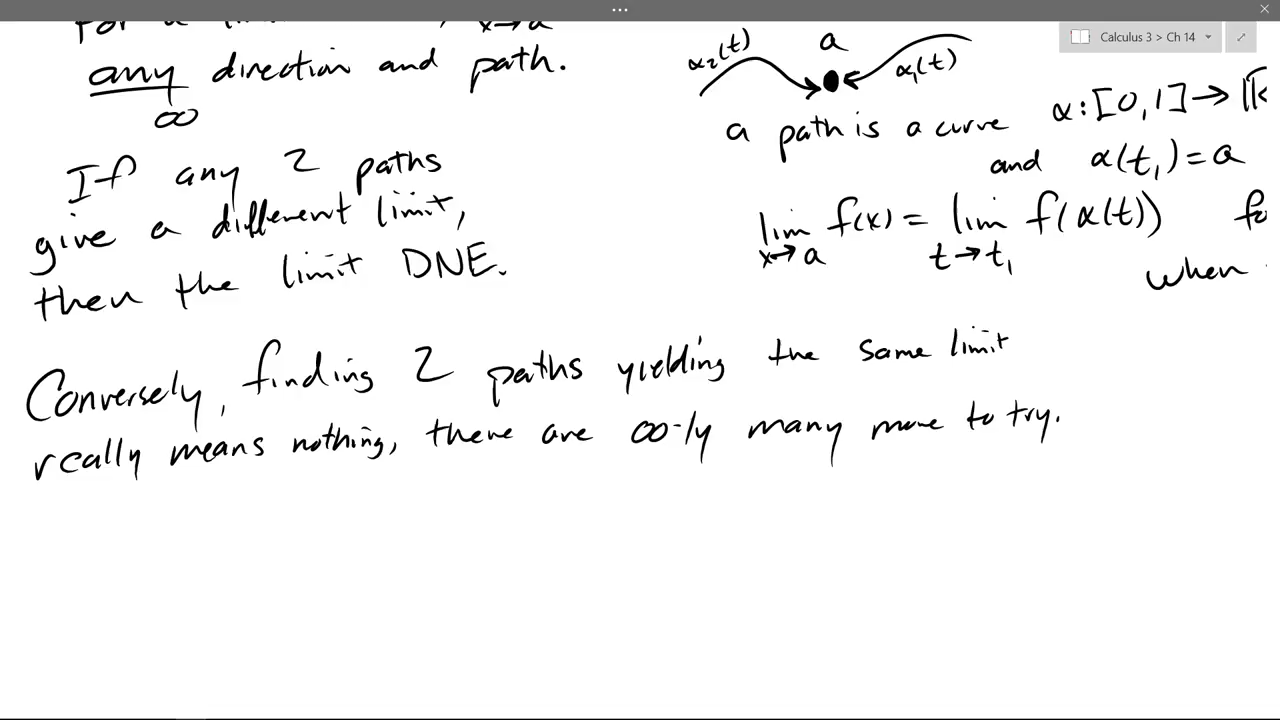 any direction and path.
∞
If any 2 paths
give a different limit,
then the limit DNE.
Calculus 3 > Ch 14
a
α₂(t)
α₁(t)
a path is a curve α:[0,1]→
and α(t₁)=a
lim f(x) = lim f(α(t))
x→a t→t₁
when
Conversely, finding 2 paths yielding the same limit
really means nothing, there are ∞-ly many more to try.